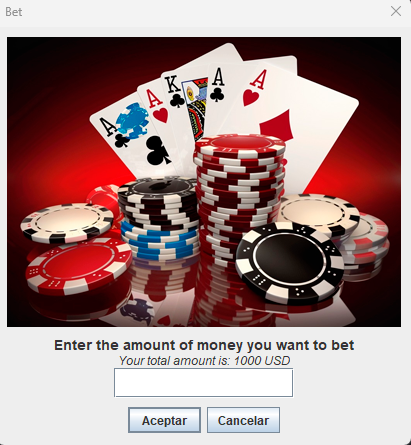 Bet
A A K A A
Enter the amount of money you want to bet
Your total amount is: 1000 USD
Aceptar Cancelar